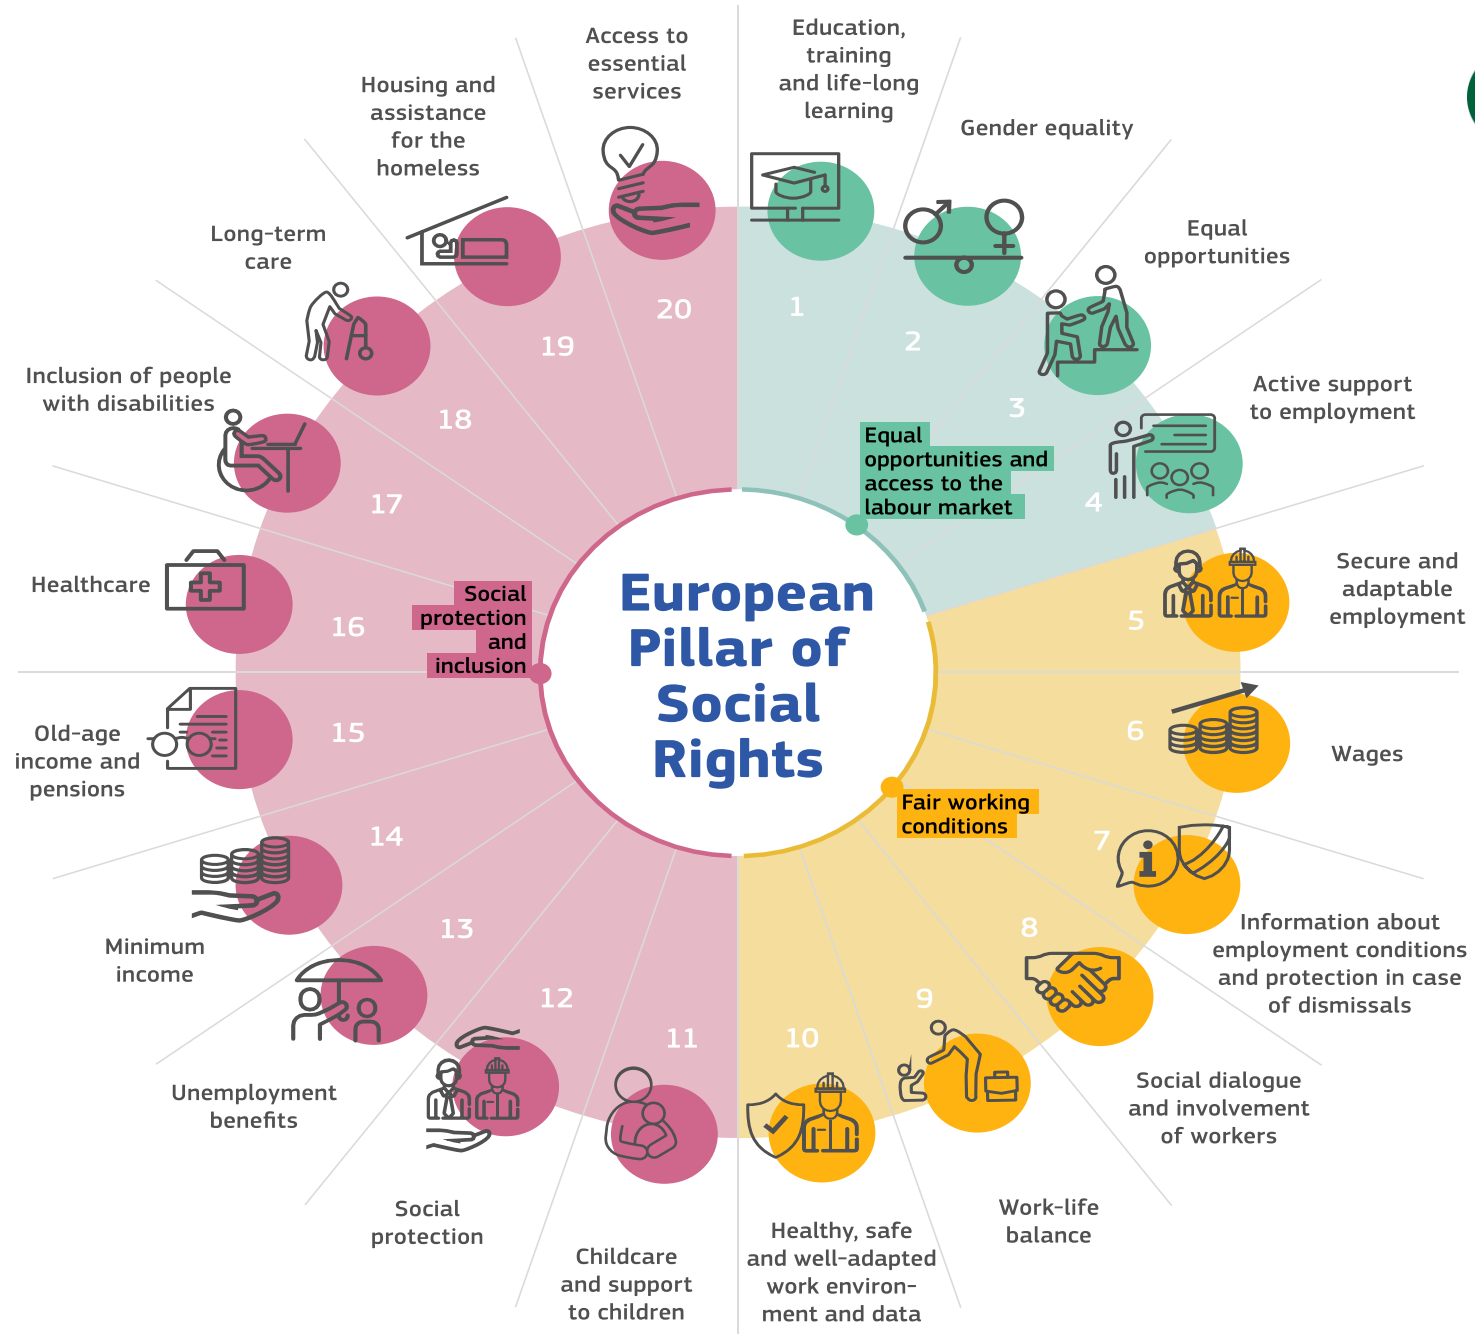 European
Pillar of
Social
Rights
Equal
opportunities and
access to the
labour market
1
Education,
training
and life-long
learning
2
Gender equality
3
Equal
opportunities
4
Active support
to employment
Fair working
conditions
5
Secure and
adaptable
employment
6
Wages
7
Information about
employment conditions
and protection in case
of dismissals
8
Social dialogue
and involvement
of workers
9
Work-life
balance
10
Healthy, safe
and well-adapted
work environ-
ment and data
Social
protection
and
inclusion
11
Childcare
and support
to children
12
Social
protection
13
Unemployment
benefits
14
Minimum
income
15
Old-age
income and
pensions
16
Healthcare
17
Inclusion of people
with disabilities
18
Long-term
care
19
Housing and
assistance
for the
homeless
20
Access to
essential
services